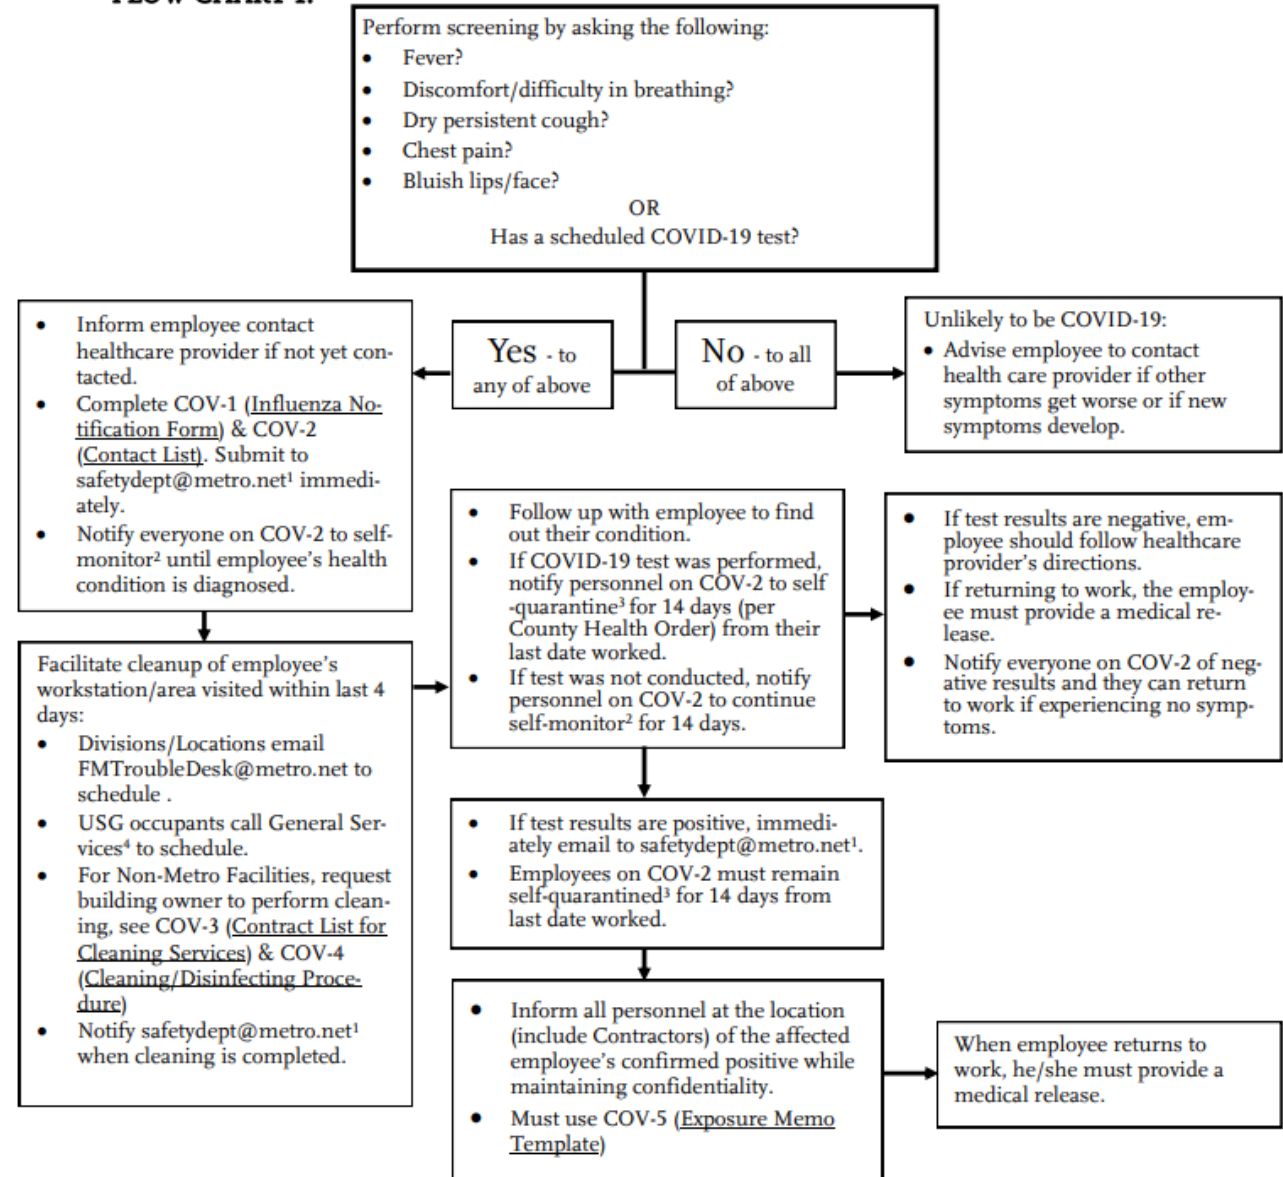 FLOW CHART 1:
Perform screening by asking the following:
• Fever?
• Discomfort/difficulty in breathing?
• Dry persistent cough?
• Chest pain?
• Bluish lips/face?
OR
Has a scheduled COVID-19 test?
Yes - to
any of above
No - to all
of above
Unlikely to be COVID-19:
• Advise employee to contact
health care provider if other
symptoms get worse or if new
symptoms develop.
• Inform employee contact
healthcare provider if not yet con-
tacted.
• Complete COV-1 (Influenza No-
tification Form) & COV-2
(Contact List). Submit to
safetydept@metro.net¹ immedi-
ately.
• Notify everyone on COV-2 to self-
monitor² until employee's health
condition is diagnosed.
Facilitate cleanup of employee's
workstation/area visited within last 4
days:
• Divisions/Locations email
FMTroubleDesk@metro.net to
schedule .
• USG occupants call General Ser-
vices⁴ to schedule.
• For Non-Metro Facilities, request
building owner to perform clean-
ing, see COV-3 (Contract List for
Cleaning Services) & COV-4
(Cleaning/Disinfecting Proce-
dure)
• Notify safetydept@metro.net¹
when cleaning is completed.
• Follow up with employee to find
out their condition.
• If COVID-19 test was performed,
notify personnel on COV-2 to self
-quarantine³ for 14 days (per
County Health Order) from their
last date worked.
• If test was not conducted, notify
personnel on COV-2 to continue
self-monitor² for 14 days.
• If test results are negative, em-
ployee should follow healthcare
provider's directions.
• If returning to work, the employ-
ee must provide a medical re-
lease.
• Notify everyone on COV-2 of neg-
ative results and they can return
to work if experiencing no symp-
toms.
• If test results are positive, immedi-
ately email to safetydept@metro.net¹.
• Employees on COV-2 must remain
self-quarantined³ for 14 days from
last date worked.
• Inform all personnel at the location
(include Contractors) of the affected
employee's confirmed positive while
maintaining confidentiality.
• Must use COV-5 (Exposure Memo
Template)
When employee returns to
work, he/she must provide a
medical release.